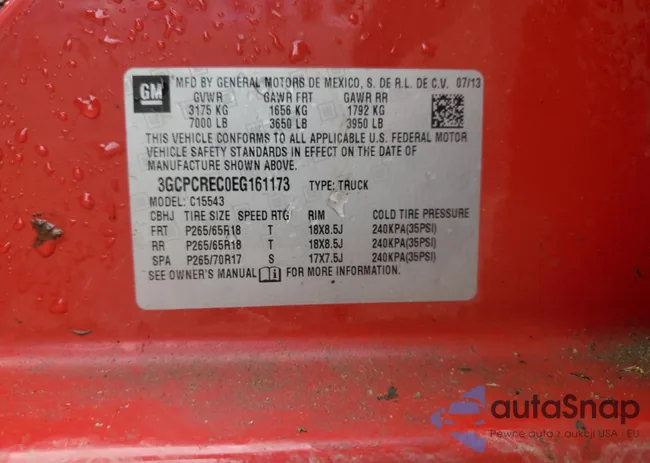 GM
MFD BY GENERAL MOTORS DE MEXICO, S. DE R.L. DE C.V. 07/13
GVWR GAWR FRT GAWR RR
3175 KG 1656 KG 1792 KG
7000 LB 3650 LB 3950 LB
THIS VEHICLE CONFORMS TO ALL APPLICABLE U.S. FEDERAL MOTOR
VEHICLE SAFETY STANDARDS IN EFFECT ON THE DATE OF
MANUFACTURE SHOWN ABOVE.
3GCPCREC0EG161173 TYPE: TRUCK
MODEL: C15543
CBHJ TIRE SIZE SPEED RTG RIM COLD TIRE PRESSURE
FRT P265/65R18 T 18X8.5J 240KPA(35PSI)
RR P265/65R18 T 18X8.5J 240KPA(35PSI)
SPA P265/70R17 S 17X7.5J 240KPA(35PSI)
SEE OWNER'S MANUAL FOR MORE INFORMATION.
autaSnap
Pewne auta z USA i EU